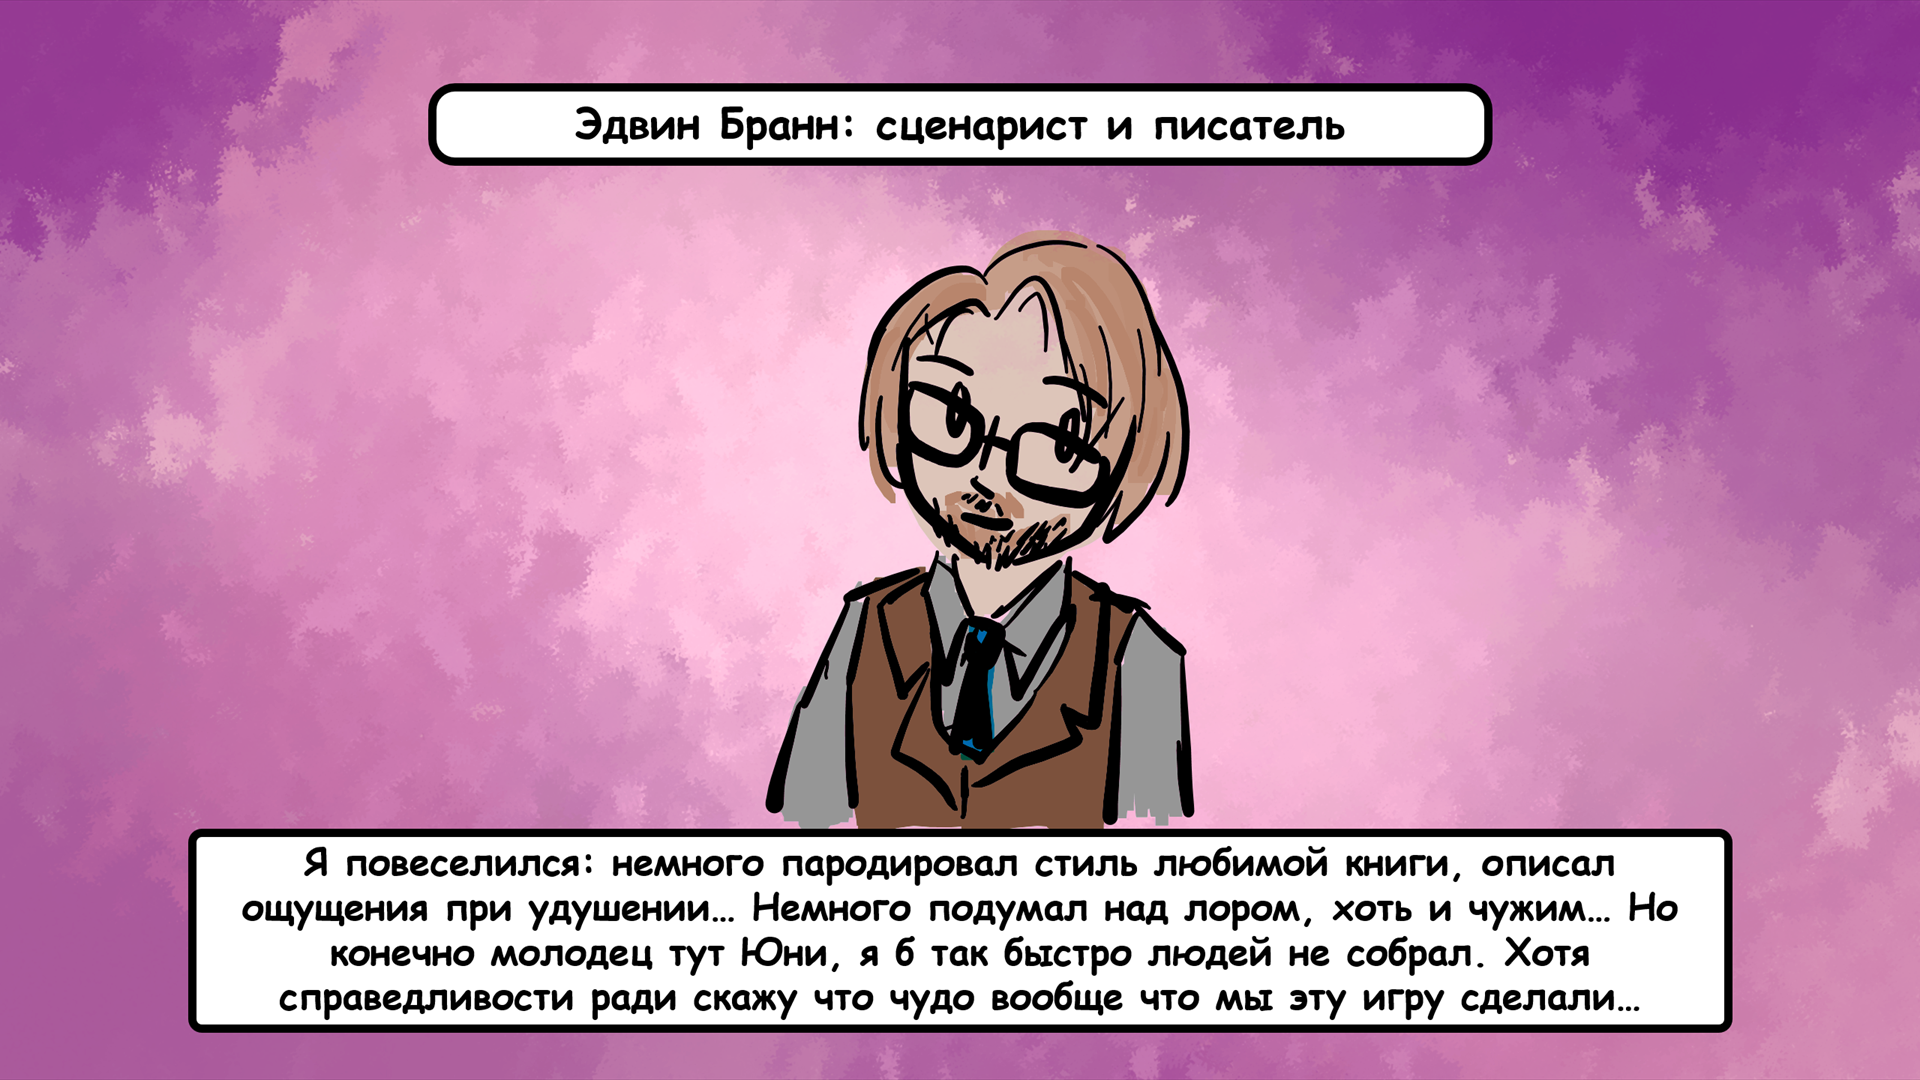 Эдвин Бранн: сценарист и писатель
Я повеселился: немного пародировал стиль любимой книги, описал
ощущения при удушении... Немного подумал над лором, хоть и чужим... Но
конечно молодец тут Юни, я б так быстро людей не собрал. Хотя
справедливости ради скажу что чудо вообще что мы эту игру сделали...